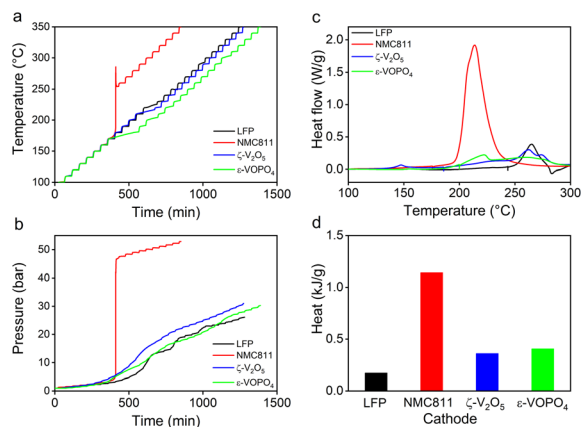 a
Temperature (°C)
350
300
250
200
150
100
0
500
1000
1500
Time (min)
LFP
NMC811
ζ-V₂O₅
ε-VOPO₄
c
Heat flow (W/g)
2.0
1.5
1.0
0.5
0.0
100
150
200
250
300
Temperature (°C)
LFP
NMC811
ζ-V₂O₅
ε-VOPO₄
b
Pressure (bar)
50
40
30
20
10
0
0
500
1000
1500
Time (min)
LFP
NMC811
ζ-V₂O₅
ε-VOPO₄
d
Heat (kJ/g)
1.5
1.0
0.5
0.0
LFP
NMC811
ζ-V₂O₅
ε-VOPO₄
Cathode